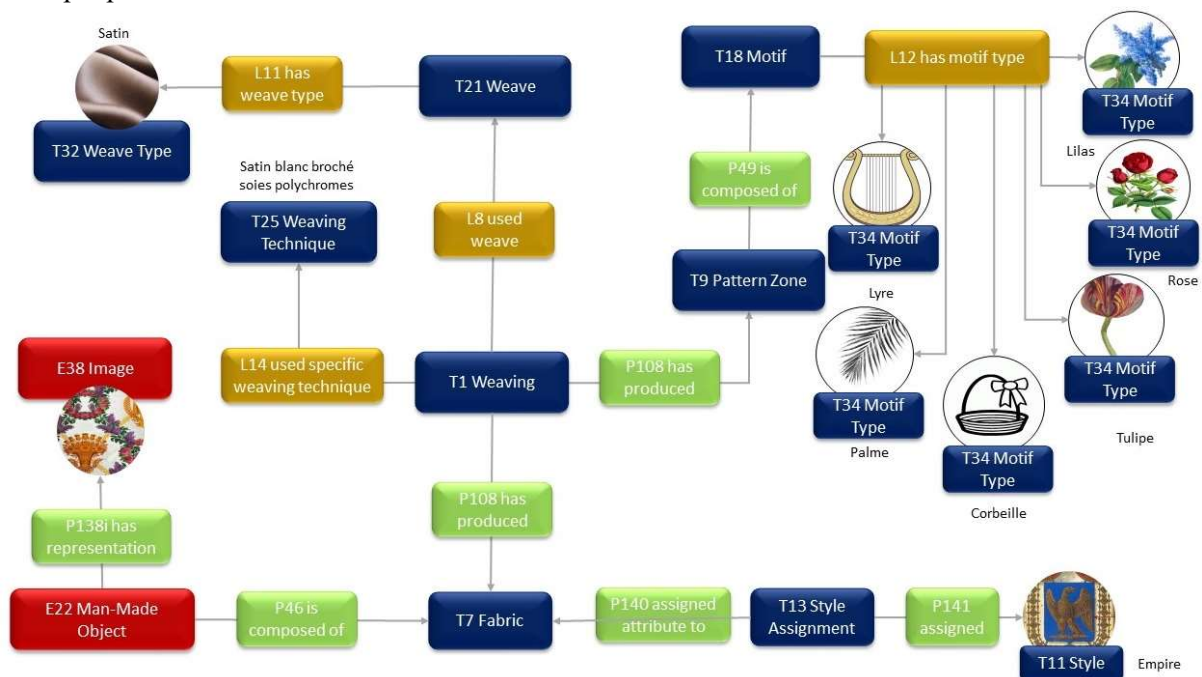 Satin
L11 has
weave type
T21 Weave
T32 Weave Type
T18 Motif
L12 has motif type
T34 Motif
Type
Lilas
Satin blanc broché
soies polychromes
T25 Weaving
Technique
L8 used
weave
P49 is
composed of
T34 Motif
Type
Lyre
T34 Motif
Type
Rose
T9 Pattern Zone
E38 Image
L14 used specific
weaving technique
T1 Weaving
P108 has
produced
T34 Motif
Type
Palme
T34 Motif
Type
Corbeille
T34 Motif
Type
Tulipe
P138i has
representation
P108 has
produced
E22 Man-Made
Object
P46 is
composed of
T7 Fabric
P140 assigned
attribute to
T13 Style
Assignment
P141
assigned
T11 Style
Empire